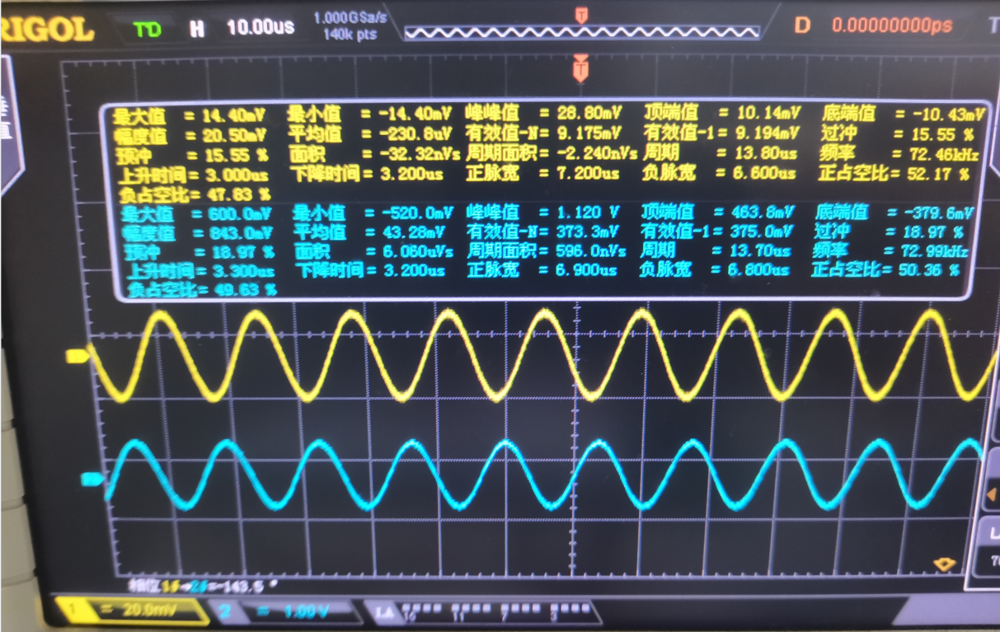 RIGOL T'D H 10.00us 1.000GSa/s 140k pts D 0.00000000ps T
最大值 = 14.40mV 最小值 = -14.40mV 峰峰值 = 28.80mV 顶端值 = 10.14mV 底端值 = -10.43mV
幅度值 = 20.50mV 平均值 = -230.8uV 有效值-N= 9.175mV 有效值-1= 9.194mV 过冲 = 15.55 %
预冲 = 15.55 % 面积 = -32.32nVs 周期面积= -2.240nVs 周期 = 13.80us 频率 = 72.46kHz
上升时间= 3.000us 下降时间= 3.200us 正脉宽 = 7.200us 负脉宽 = 6.600us 正占空比= 52.17 %
负占空比= 47.83 %
最大值 = 600.0mV 最小值 = -520.0mV 峰峰值 = 1.120 V 顶端值 = 463.8mV 底端值 = -379.6mV
幅度值 = 843.0mV 平均值 = 43.28mV 有效值-N= 373.3mV 有效值-1= 375.0mV 过冲 = 18.97 %
预冲 = 18.97 % 面积 = 6.060uVs 周期面积= 596.0nVs 周期 = 13.70us 频率 = 72.99kHz
上升时间= 3.300us 下降时间= 3.200us 正脉宽 = 6.900us 负脉宽 = 6.800us 正占空比= 50.36 %
负占空比= 49.63 %
相位1f→2f=-143.5 °
1 = 20.0mV 2 = 1.00 V LA 15 11 7 3